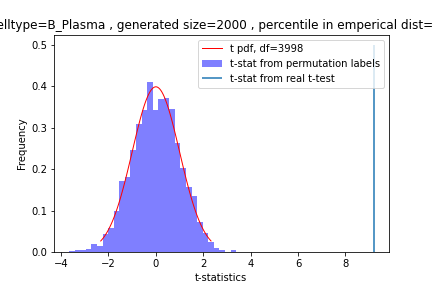 elltype=B_Plasma , generated size=2000 , percentile in emperical dist=
t pdf, df=3998
t-stat from permutation labels
t-stat from real t-test
Frequency
0.5
0.4
0.3
0.2
0.1
0.0
−4 −2 0 2 4 6 8
t-statistics